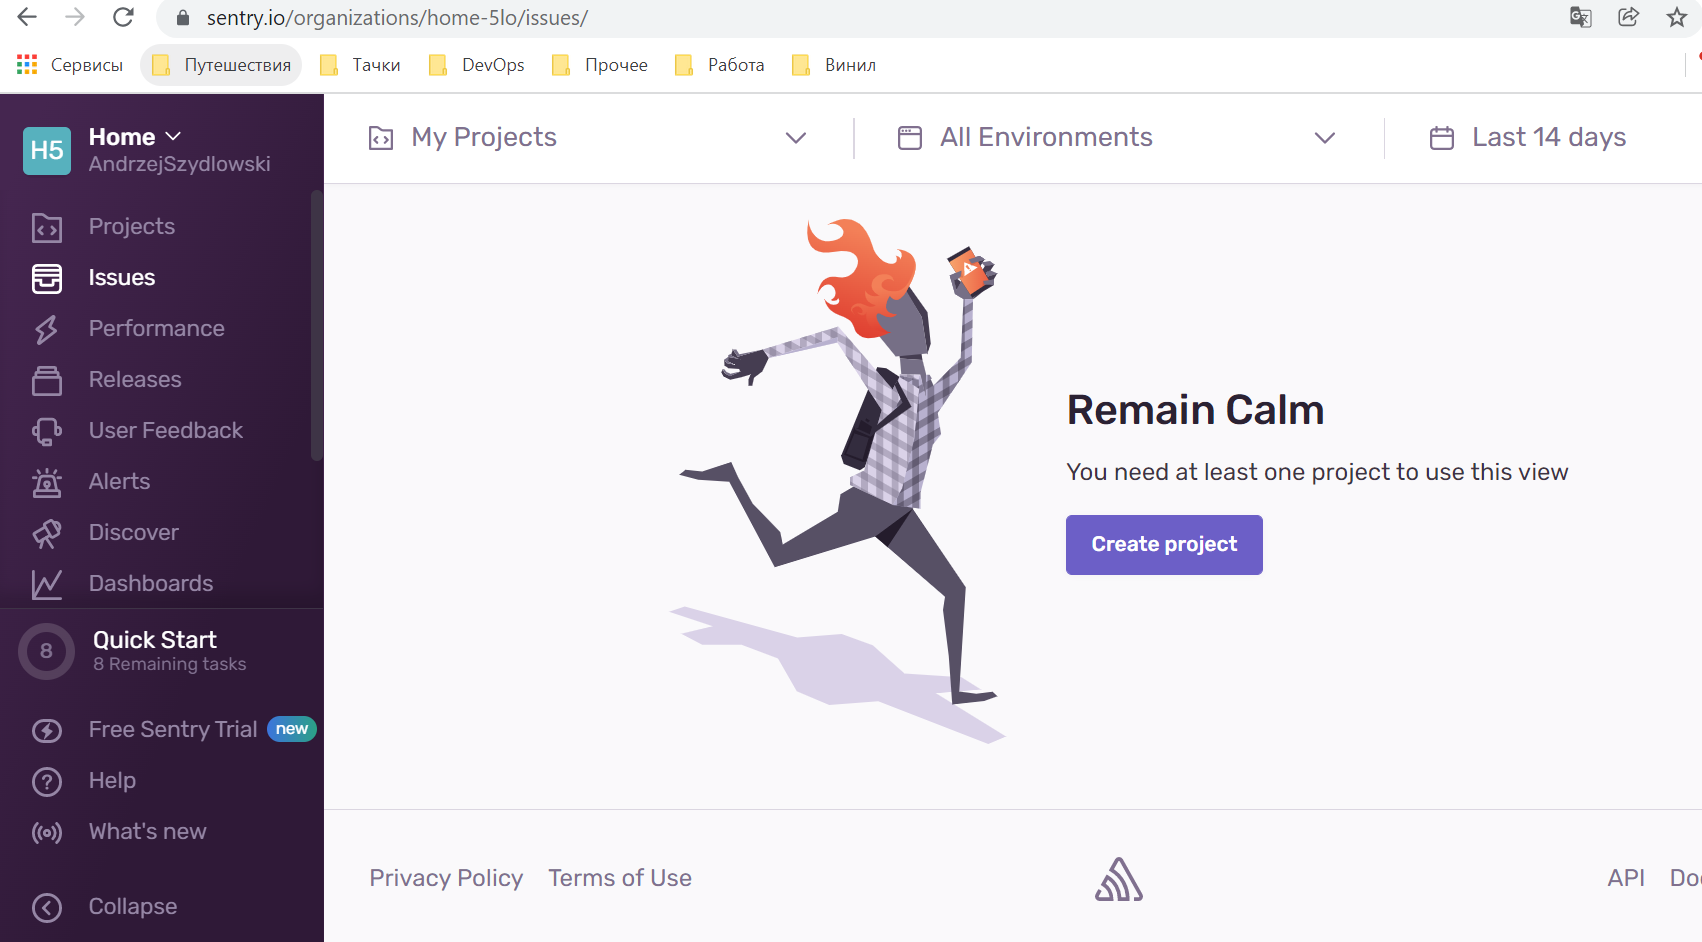 sentry.io/organizations/home-5lo/issues/
Сервисы Путешествия Тачки DevOps Прочее Работа Винил
H5 Home
AndrzejSzydlowski
Projects
Issues
Performance
Releases
User Feedback
Alerts
Discover
Dashboards
8 Quick Start
8 Remaining tasks
Free Sentry Trial new
Help
What's new
Collapse
My Projects All Environments Last 14 days
Remain Calm
You need at least one project to use this view
Create project
Privacy Policy Terms of Use API